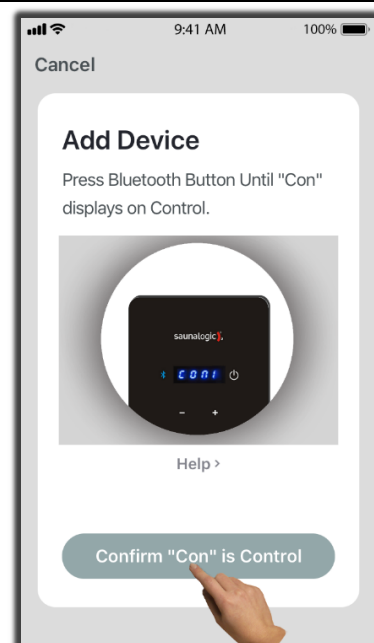 9:41 AM 100%
Cancel
Add Device
Press Bluetooth Button Until "Con"
displays on Control.
saunalogic
CON1
− +
Help >
Confirm "Con" is Control